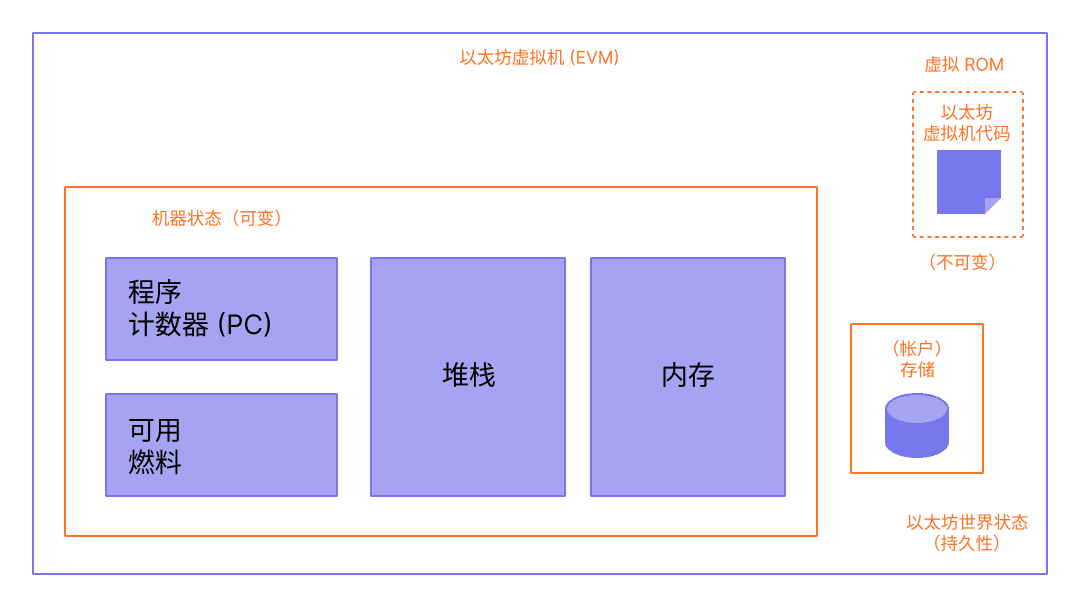 以太坊虚拟机 (EVM)
虚拟 ROM
以太坊
虚拟机代码
（不可变）
机器状态（可变）
程序
计数器 (PC)
可用
燃料
堆栈
内存
（帐户）
存储
以太坊世界状态
（持久性）